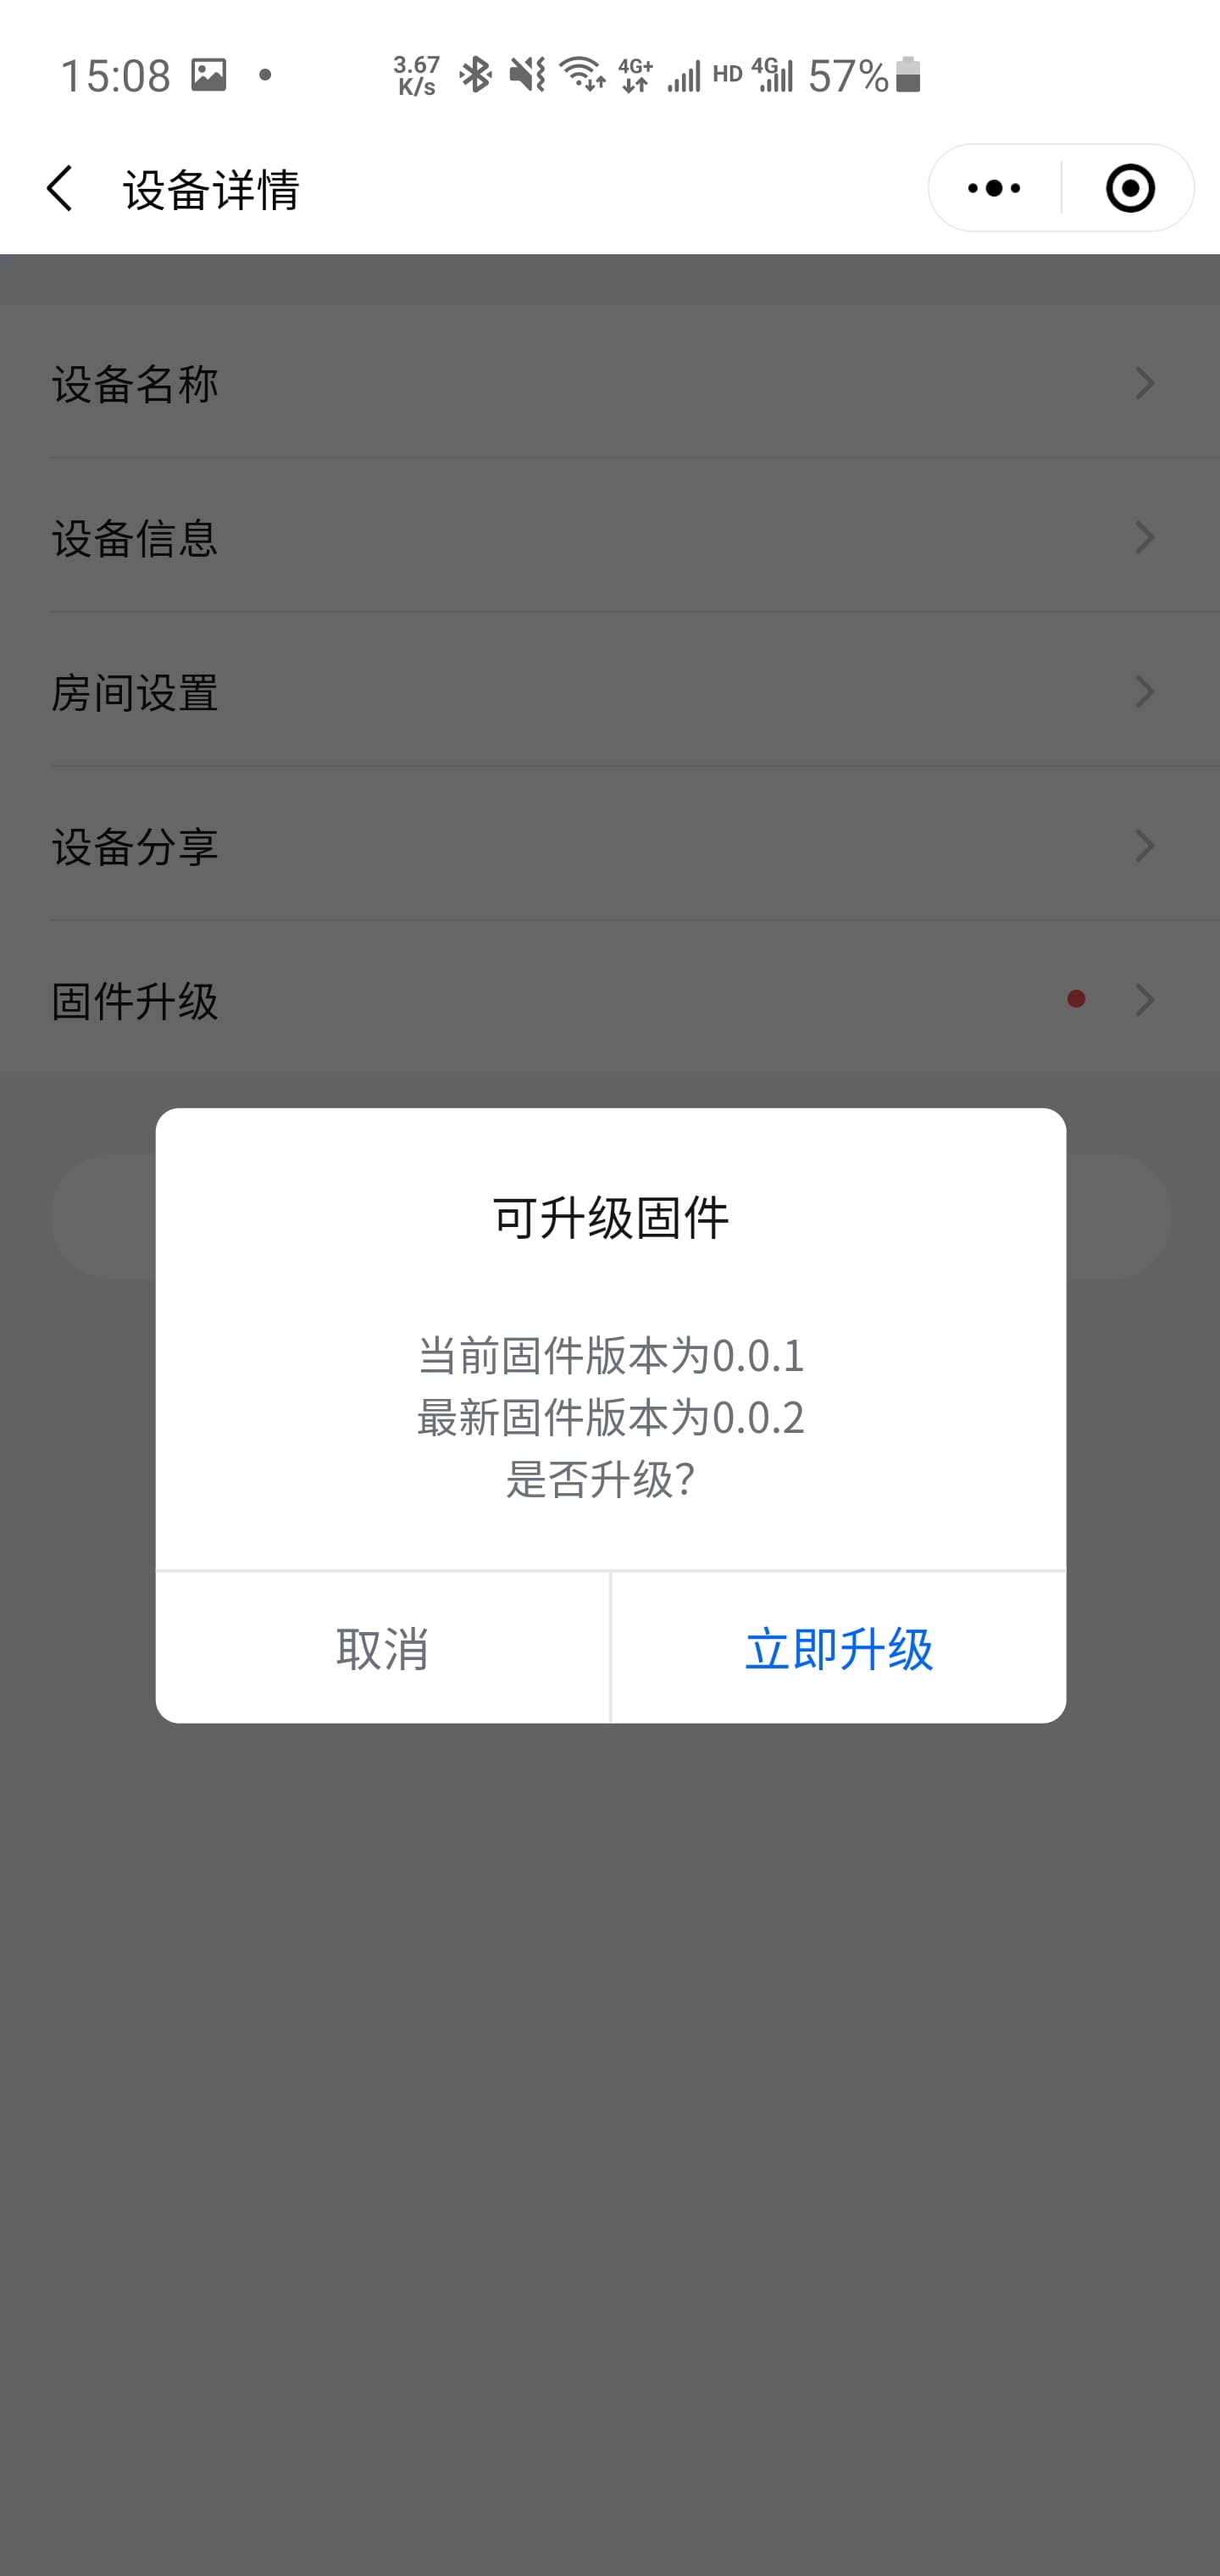 15:08
3.67
K/s
4G+
HD
4G
57%
设备详情
设备名称
设备信息
房间设置
设备分享
固件升级
可升级固件
当前固件版本为0.0.1
最新固件版本为0.0.2
是否升级?
取消
立即升级